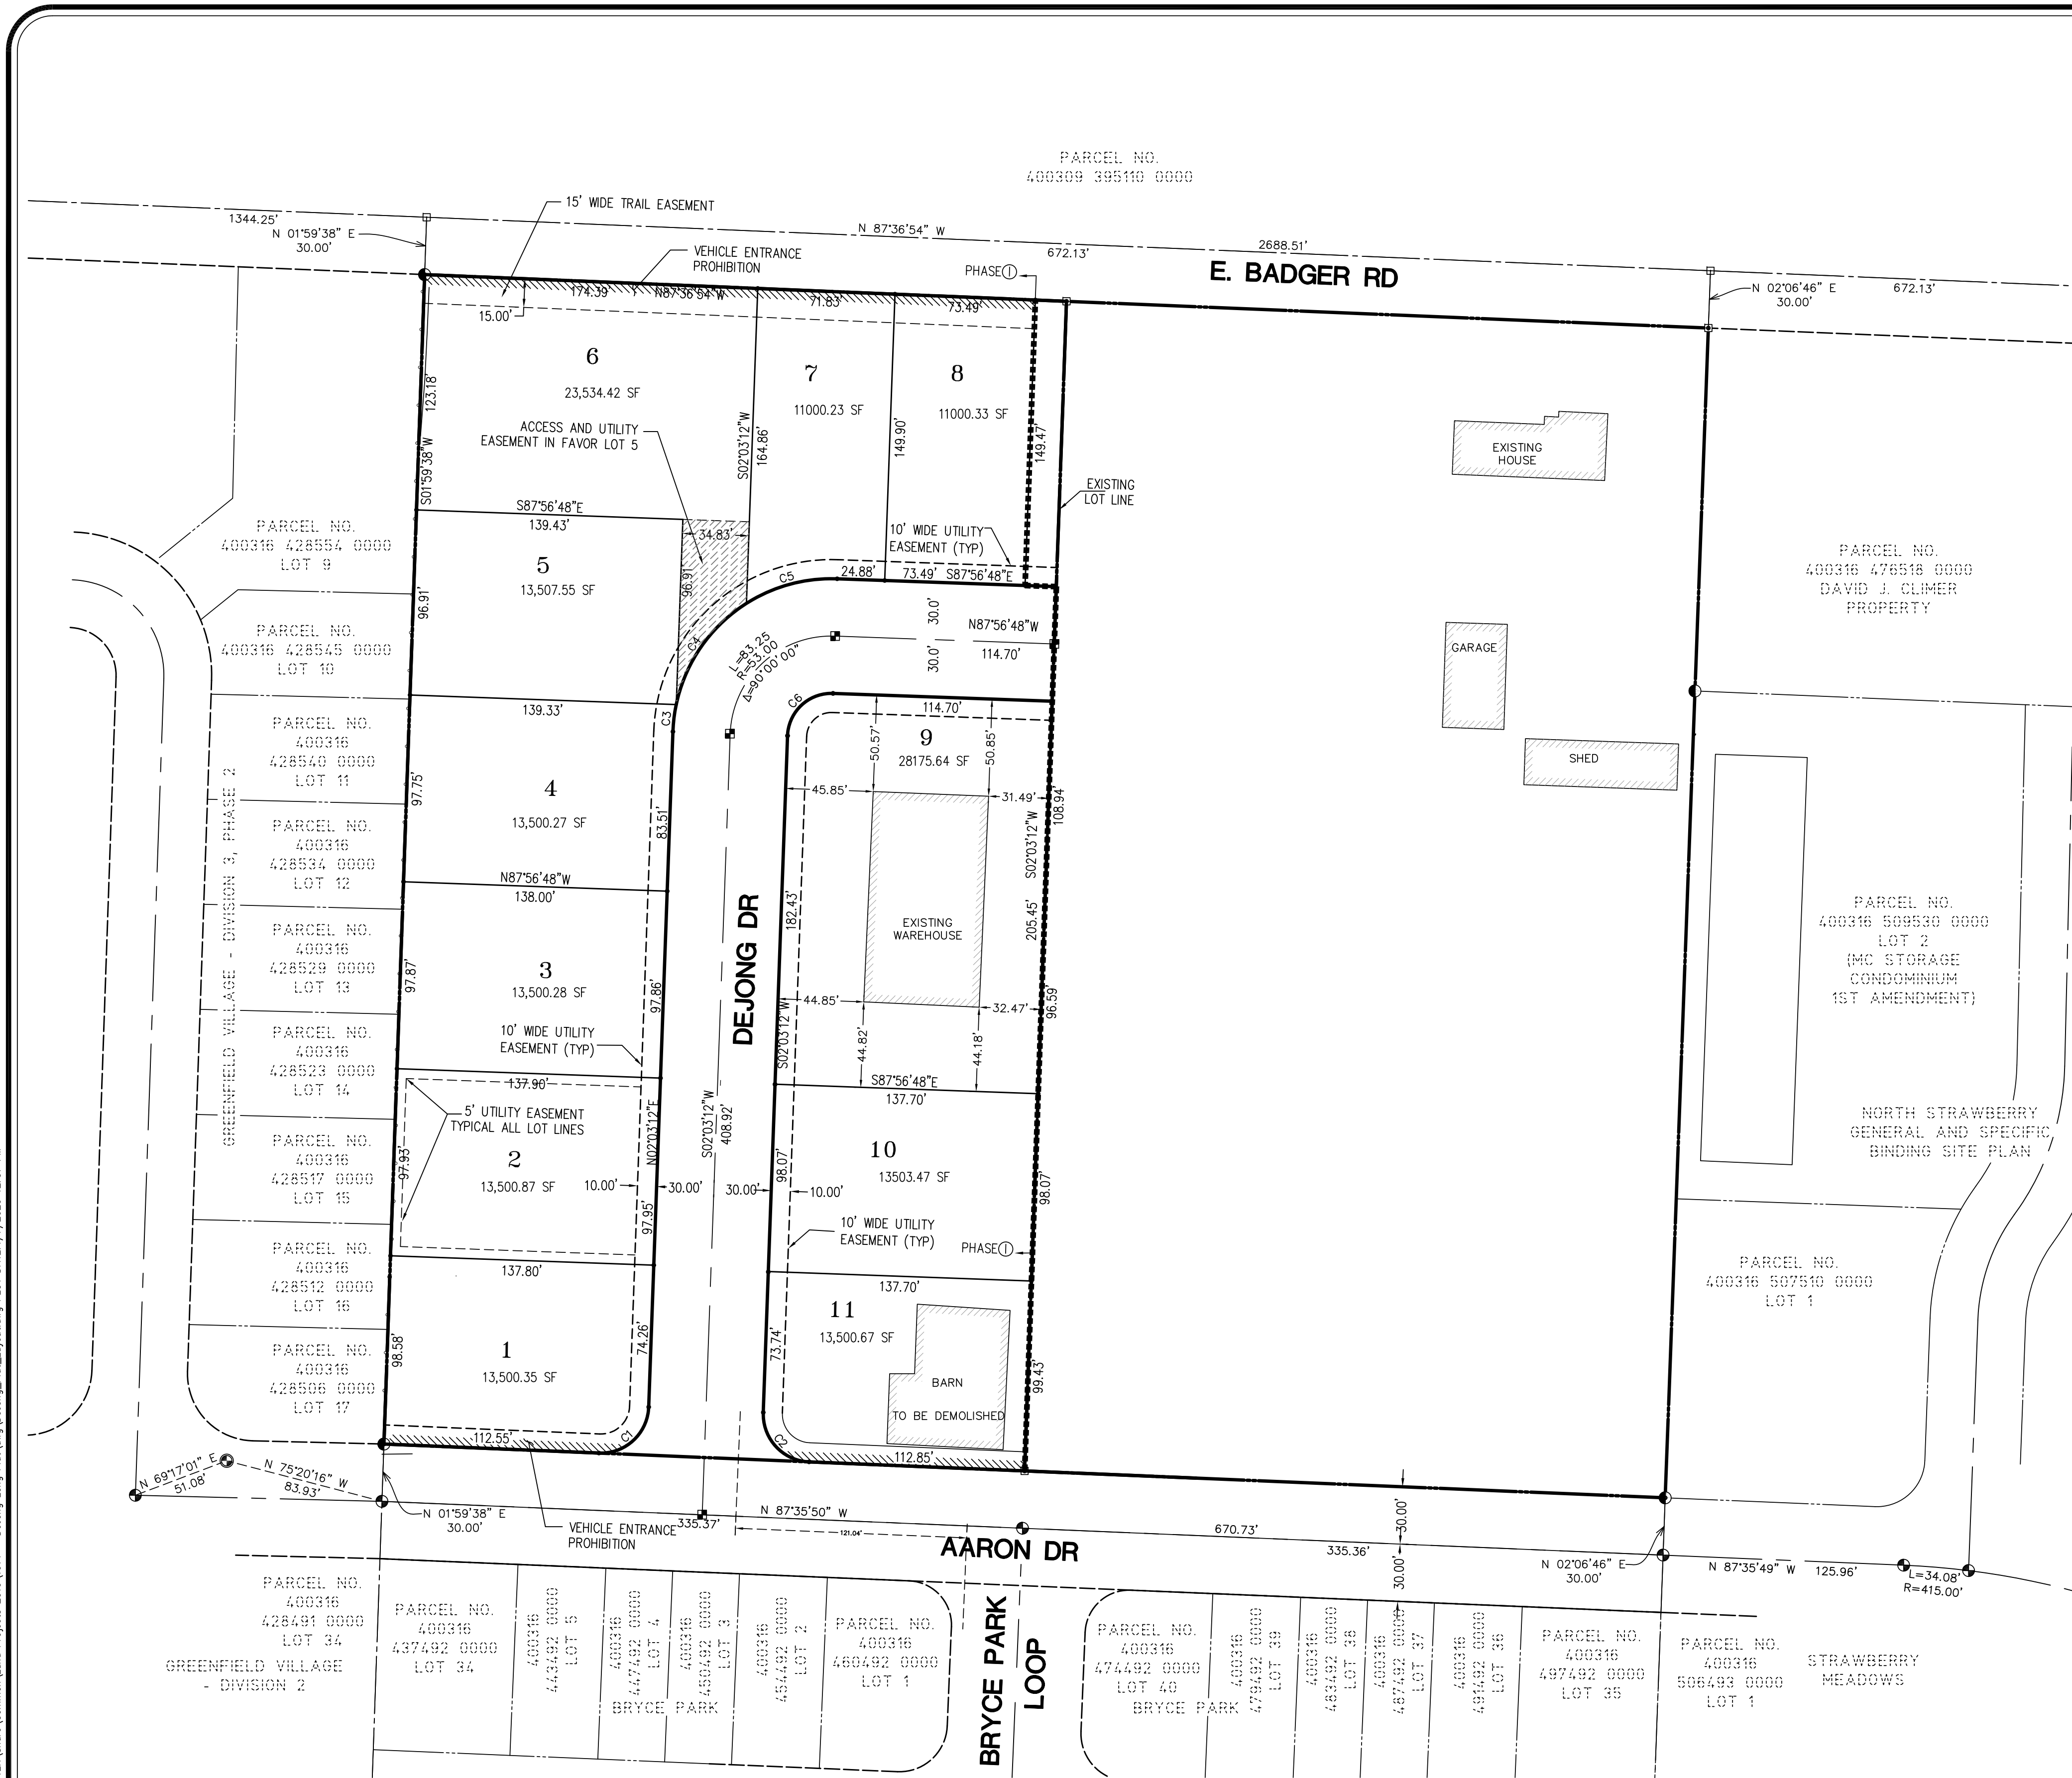 PARCEL NO.
400309 395110 0000
1344.25'
N 01°59'38" E
30.00'
15' WIDE TRAIL EASEMENT
VEHICLE ENTRANCE
PROHIBITION
N 87°36'54" W
672.13'
2688.51'
PHASE 1
E. BADGER RD
N 02°06'46" E
30.00'
672.13'
174.39'
N87°36'54"W
71.83'
73.49'
15.00'
6
23,534.42 SF
7
11000.23 SF
8
11000.33 SF
123.18'
S01°59'38"W
ACCESS AND UTILITY
EASEMENT IN FAVOR LOT 5
S02°03'12"W
164.86'
149.90'
149.47'
EXISTING
LOT LINE
EXISTING
HOUSE
S87°56'48"E
139.43'
34.83'
10' WIDE UTILITY
EASEMENT (TYP)
PARCEL NO.
400316 428554 0000
LOT 9
5
13,507.55 SF
96.91'
96.91'
C5
24.88'
73.49'
S87°56'48"E
PARCEL NO.
400316 476518 0000
DAVID J. CLIMER
PROPERTY
PARCEL NO.
400316 428545 0000
LOT 10
C4
L=83.25
R=53.00
Δ=90°00'00"
30.0'
30.0'
N87°56'48"W
114.70'
GARAGE
139.33'
C3
C6
114.70'
PARCEL NO.
400316
428540 0000
LOT 11
9
28175.64 SF
50.57'
50.85'
SHED
97.75'
4
13,500.27 SF
83.51'
45.85'
31.49'
108.94'
S02°03'12"W
GREENFIELD VILLAGE - DIVISION 3, PHASE 2
PARCEL NO.
400316
428534 0000
LOT 12
N87°56'48"W
138.00'
DEJONG DR
182.43'
EXISTING
WAREHOUSE
205.45'
PARCEL NO.
400316 509530 0000
LOT 2
(MC STORAGE
CONDOMINIUM
1ST AMENDMENT)
PARCEL NO.
400316
428529 0000
LOT 13
97.87'
3
13,500.28 SF
97.86'
44.85'
32.47'
96.59'
10' WIDE UTILITY
EASEMENT (TYP)
S02°03'12"W
44.82'
44.18'
PARCEL NO.
400316
428523 0000
LOT 14
137.90'
S87°56'48"E
137.70'
5' UTILITY EASEMENT
TYPICAL ALL LOT LINES
N02°03'12"E
S02°03'12"W
408.92'
NORTH STRAWBERRY
GENERAL AND SPECIFIC
BINDING SITE PLAN
PARCEL NO.
400316
428517 0000
LOT 15
97.93'
2
13,500.87 SF
10.00'
30.00'
30.00'
10.00'
97.95'
98.07'
10
13503.47 SF
98.07'
10' WIDE UTILITY
EASEMENT (TYP)
PHASE 1
PARCEL NO.
400316
428512 0000
LOT 16
137.80'
137.70'
PARCEL NO.
400316 507510 0000
LOT 1
98.58'
1
13,500.35 SF
74.26'
73.74'
11
13,500.67 SF
BARN
TO BE DEMOLISHED
99.43'
PARCEL NO.
400316
428506 0000
LOT 17
112.55'
C1
C2
112.85'
N 69°17'01" E
51.08'
N 75°20'16" W
83.93'
N 01°59'38" E
30.00'
VEHICLE ENTRANCE
PROHIBITION
335.37'
N 87°35'50" W
121.04'
AARON DR
670.73'
335.36'
30.00'
30.00'
N 02°06'46" E
30.00'
N 87°35'49" W
125.96'
L=34.08'
R=415.00'
PARCEL NO.
400316
428491 0000
LOT 34
GREENFIELD VILLAGE
- DIVISION 2
PARCEL NO.
400316
437492 0000
LOT 34
400316
443492 0000
LOT 5
400316
447492 0000
LOT 4
400316
450492 0000
LOT 3
400316
454492 0000
LOT 2
PARCEL NO.
400316
460492 0000
LOT 1
BRYCE PARK
BRYCE PARK
LOOP
PARCEL NO.
400316
474492 0000
LOT 40
BRYCE PARK
400316
479492 0000
LOT 39
400316
483492 0000
LOT 38
400316
487492 0000
LOT 37
400316
491492 0000
LOT 36
PARCEL NO.
400316
497492 0000
LOT 35
PARCEL NO.
400316
506493 0000
LOT 1
STRAWBERRY
MEADOWS